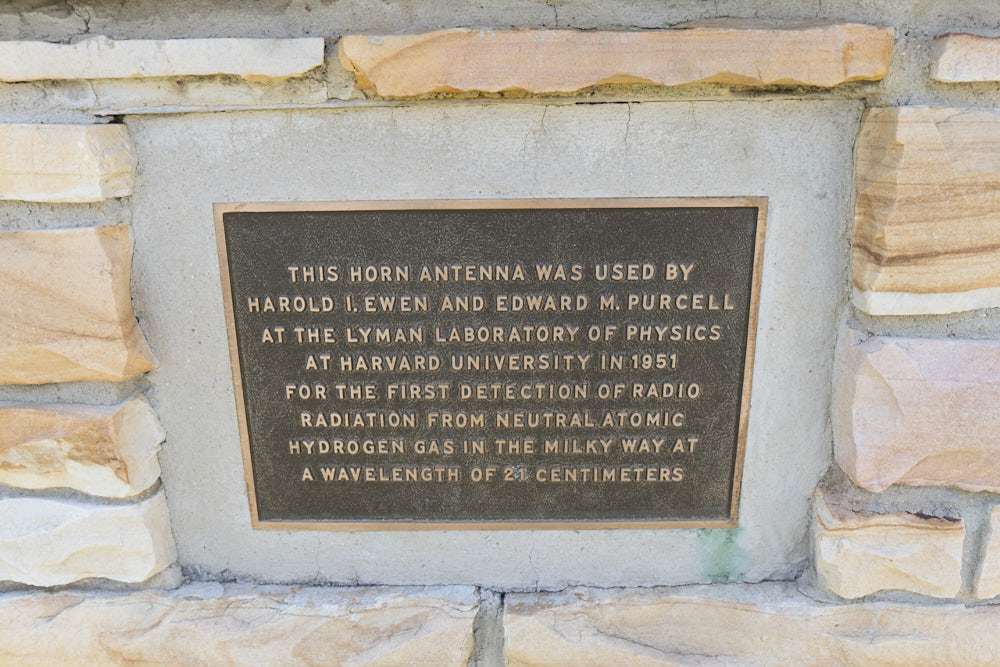 THIS HORN ANTENNA WAS USED BY
HAROLD I. EWEN AND EDWARD M. PURCELL
AT THE LYMAN LABORATORY OF PHYSICS
AT HARVARD UNIVERSITY IN 1951
FOR THE FIRST DETECTION OF RADIO
RADIATION FROM NEUTRAL ATOMIC
HYDROGEN GAS IN THE MILKY WAY AT
A WAVELENGTH OF 21 CENTIMETERS